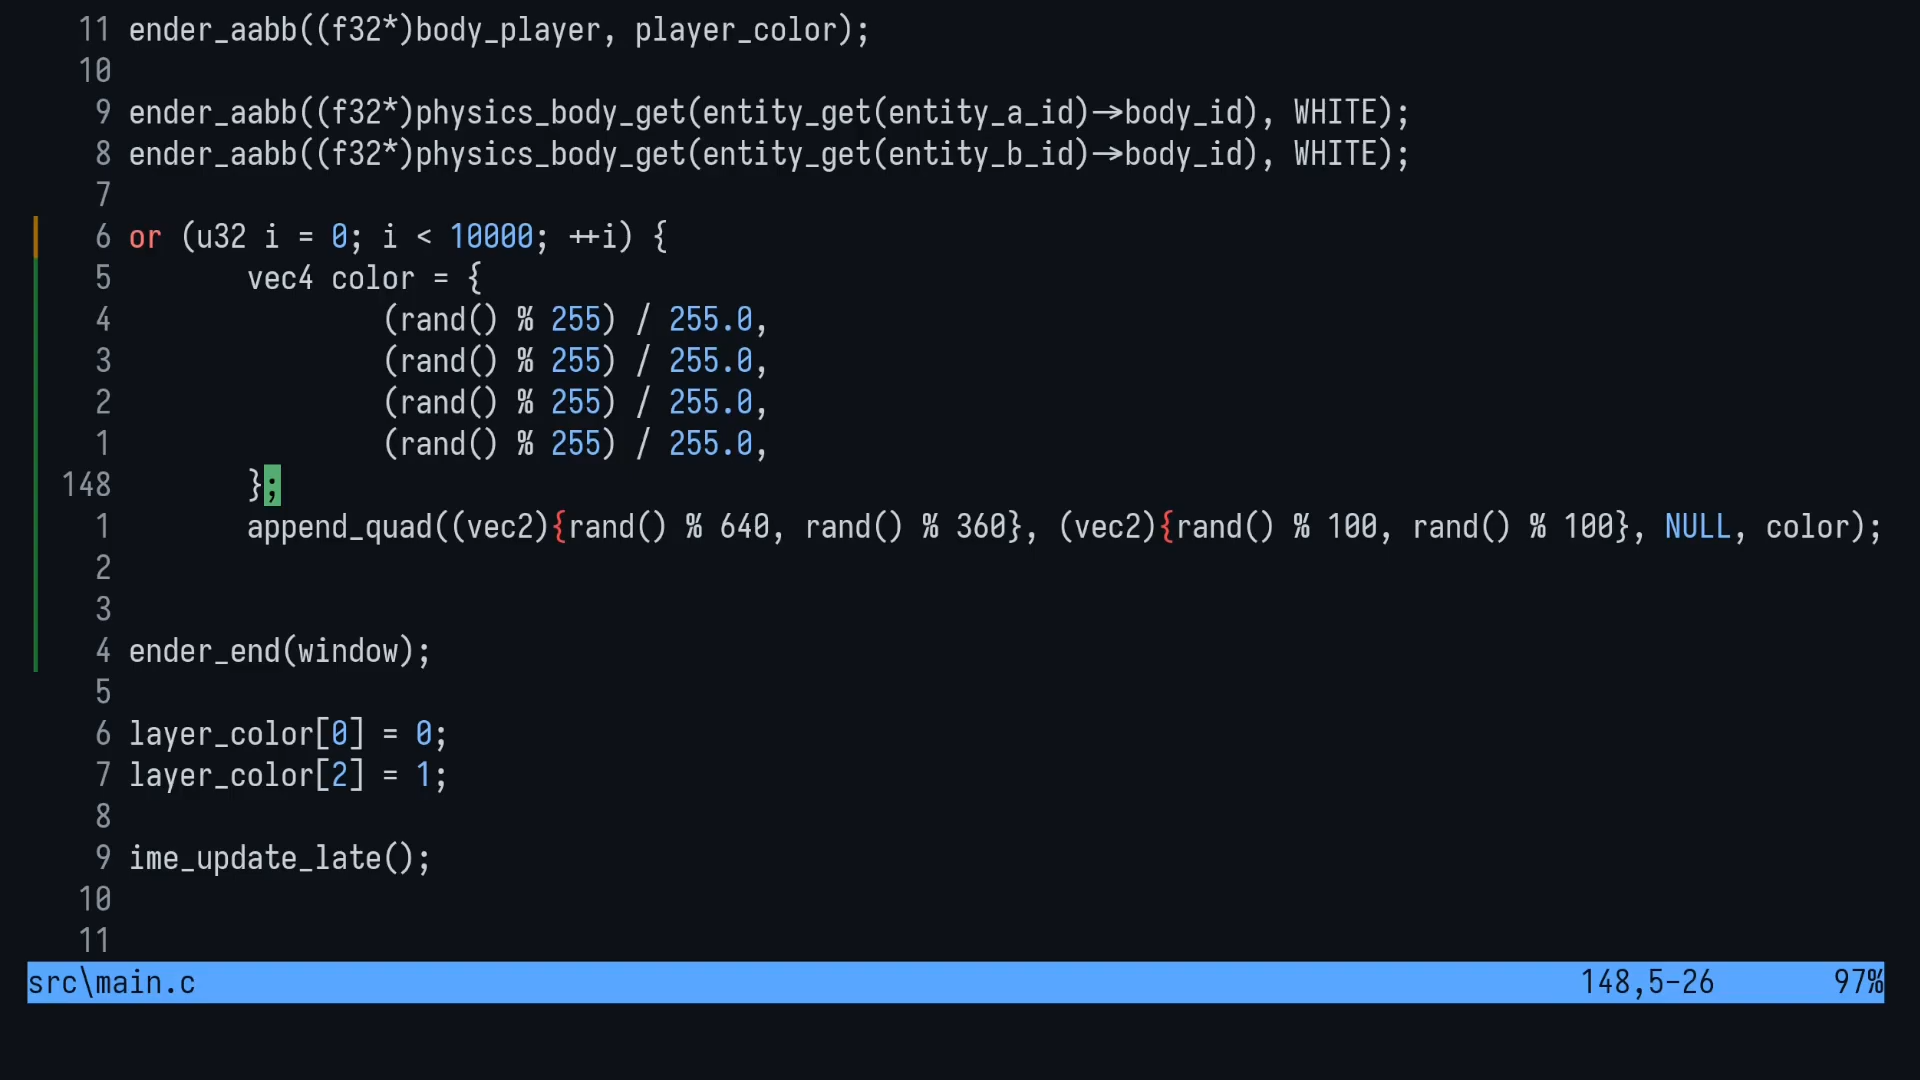 11 ender_aabb((f32*)body_player, player_color);
10
9 ender_aabb((f32*)physics_body_get(entity_get(entity_a_id)->body_id), WHITE);
8 ender_aabb((f32*)physics_body_get(entity_get(entity_b_id)->body_id), WHITE);
7
6 or (u32 i = 0; i < 10000; ++i) {
5 vec4 color = {
4 (rand() % 255) / 255.0,
3 (rand() % 255) / 255.0,
2 (rand() % 255) / 255.0,
1 (rand() % 255) / 255.0,
148 };
1 append_quad((vec2){rand() % 640, rand() % 360}, (vec2){rand() % 100, rand() % 100}, NULL, color);
2
3
4 ender_end(window);
5
6 layer_color[0] = 0;
7 layer_color[2] = 1;
8
9 ime_update_late();
10
11
src\main.c 148,5-26 97%